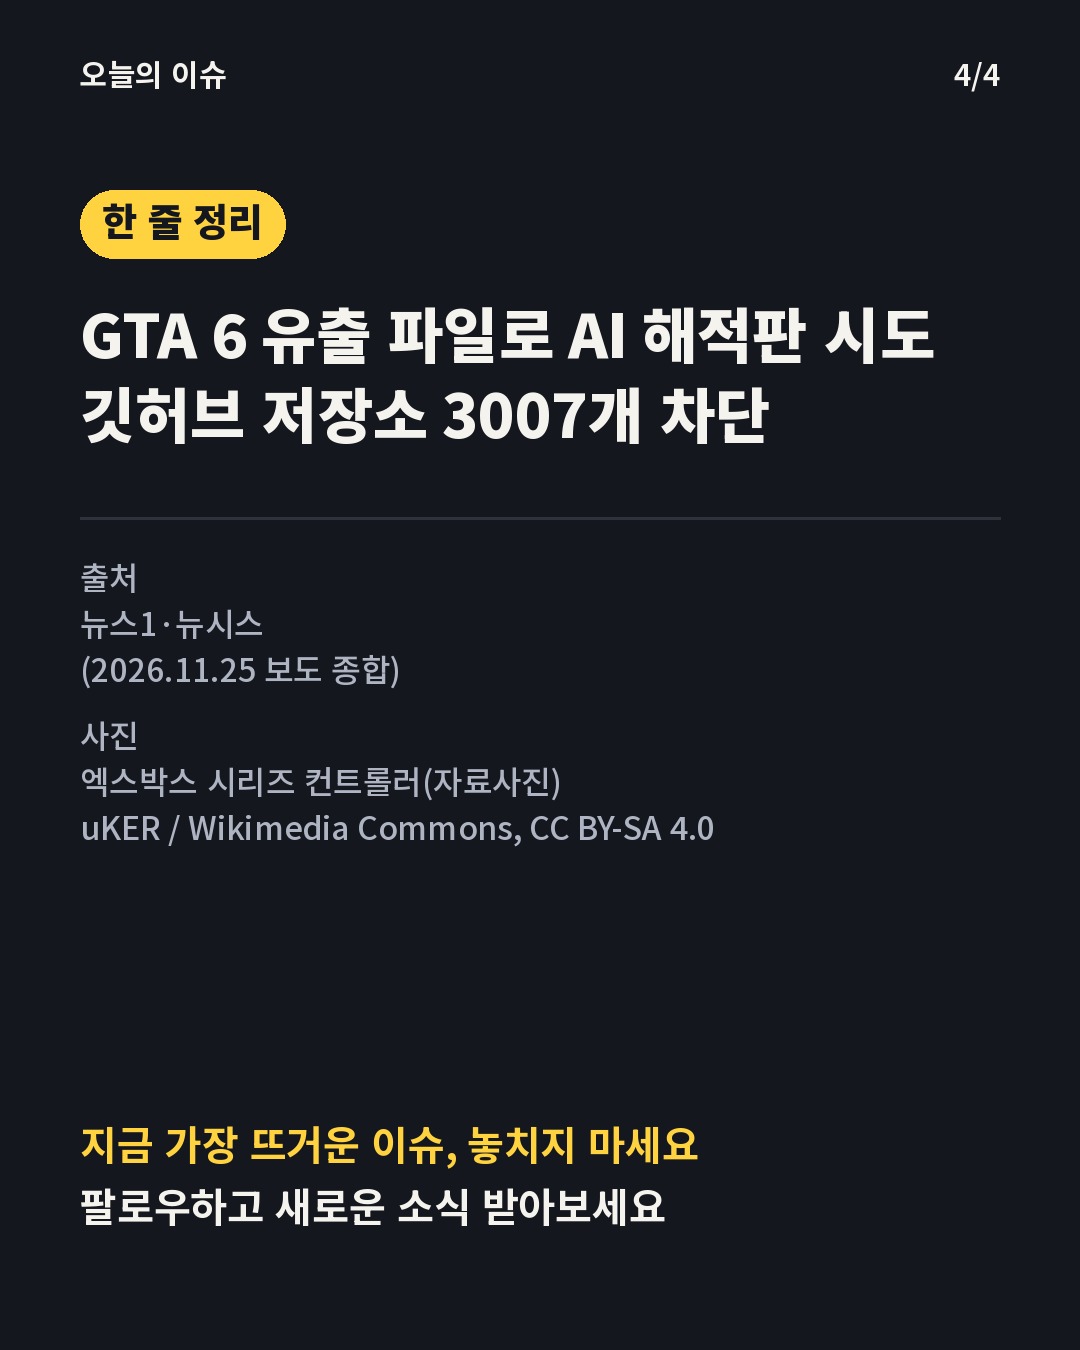 오늘의 이슈
4/4
한 줄 정리
GTA 6 유출 파일로 AI 해적판 시도
깃허브 저장소 3007개 차단
출처
뉴스1·뉴시스
(2026.11.25 보도 종합)
사진
엑스박스 시리즈 컨트롤러(자료사진)
uKER / Wikimedia Commons, CC BY-SA 4.0
지금 가장 뜨거운 이슈, 놓치지 마세요
팔로우하고 새로운 소식 받아보세요